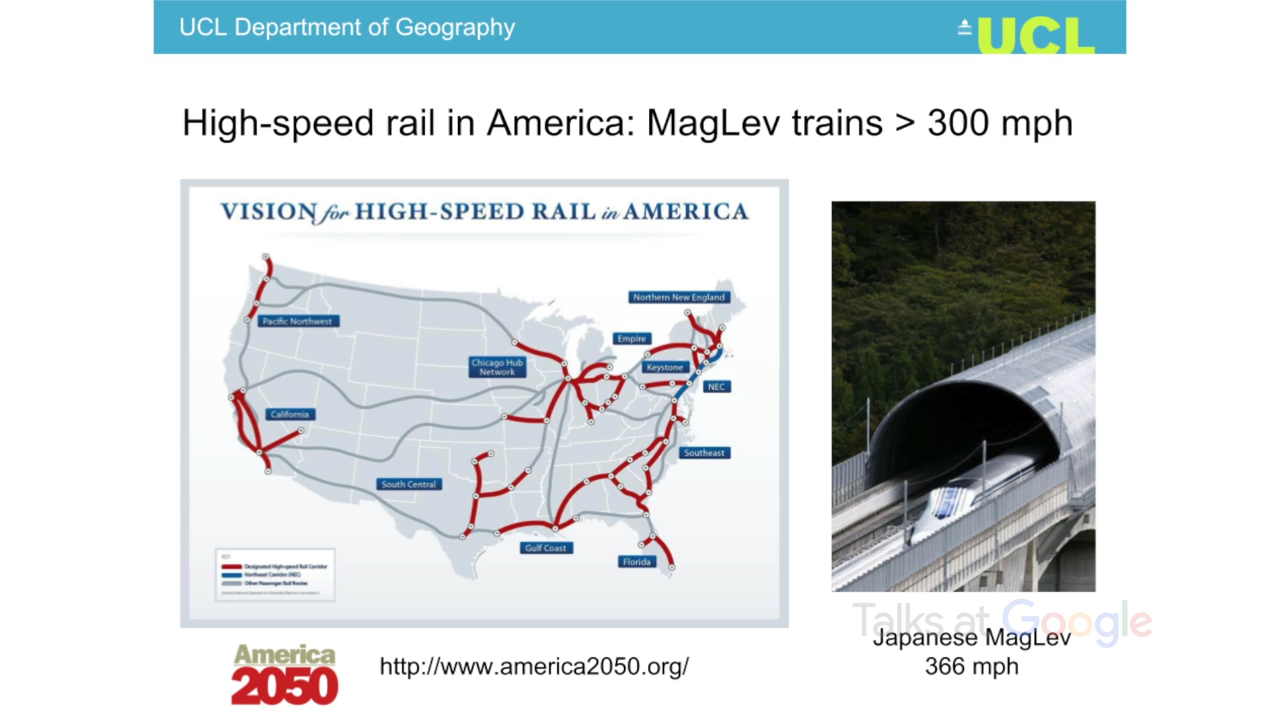 UCL Department of Geography
UCL
High-speed rail in America: MagLev trains > 300 mph
VISION for HIGH-SPEED RAIL in AMERICA
Northern New England
Pacific Northwest
Empire
Chicago Hub
Network
Keystone
NEC
California
Southeast
South Central
Gulf Coast
Florida
KEY
Designated High-speed Rail Corridor
Northeast Corridor (NEC)
Other Passenger Rail Routes
Talks at Google
Japanese MagLev
366 mph
America
2050
http://www.america2050.org/